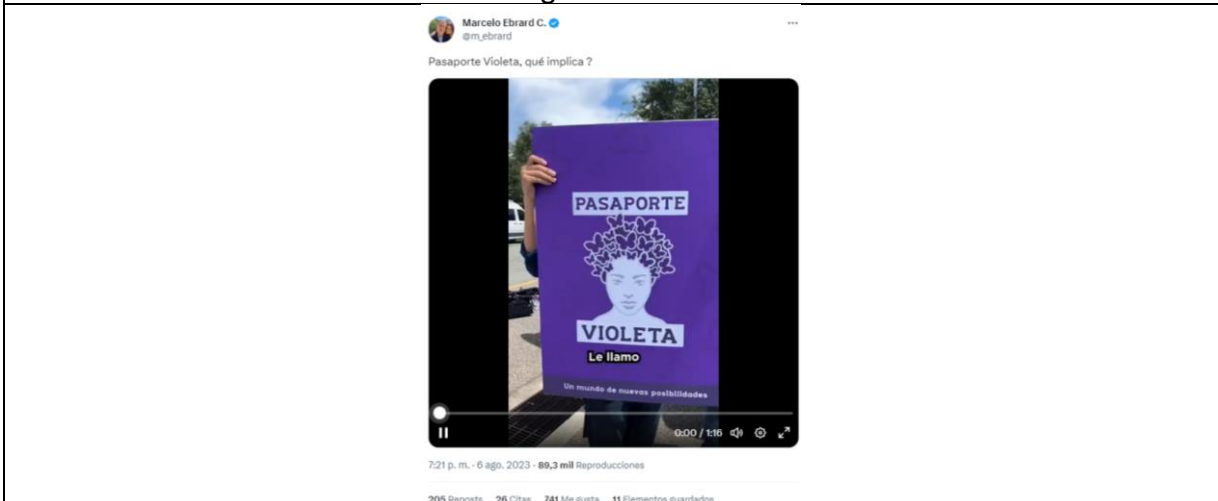 Marcelo Ebrard C.
@m_ebrard
Pasaporte Violeta, qué implica ?
PASAPORTE
VIOLETA
Le llamo
Un mundo de nuevas posibilidades
0:00 / 1:16
7:21 p. m. · 6 ago. 2023 · 89,3 mil Reproducciones
205 Reposts 26 Citas 741 Me gusta 11 Elementos guardados